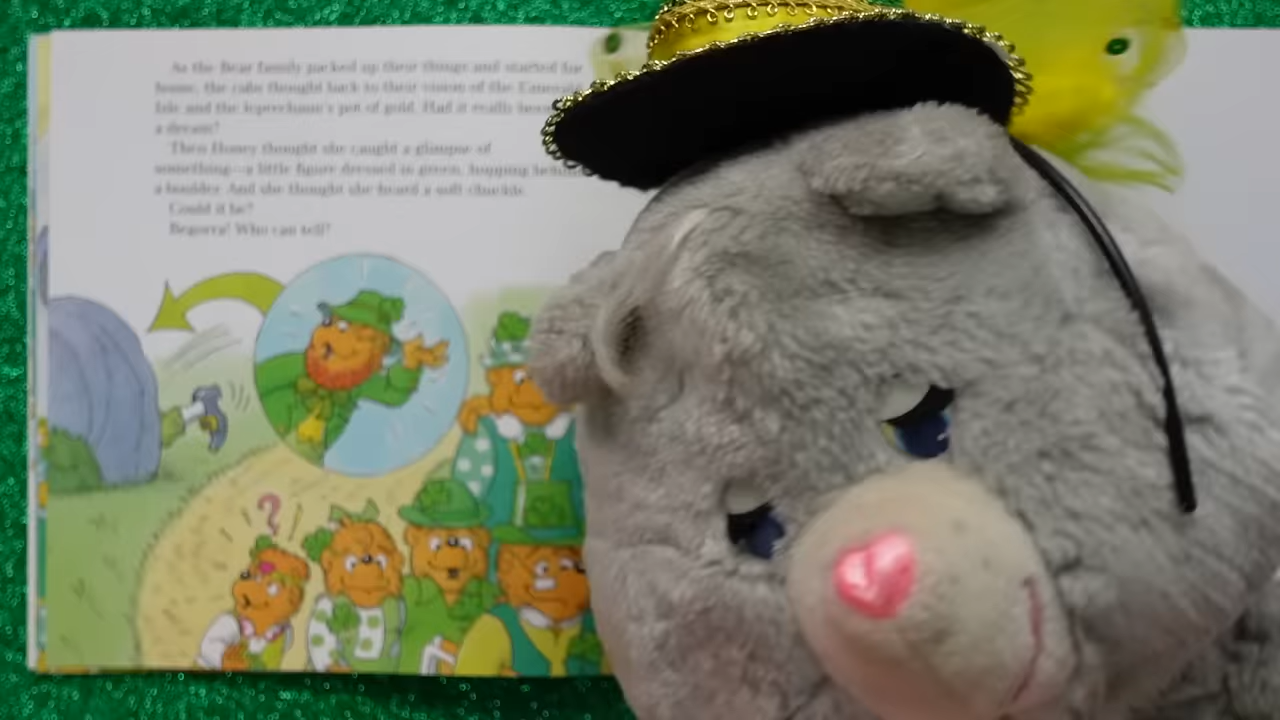 As the Bear family packed up their things and started for
home, the cubs thought back to their vision of the Emerald
Isle and the leprechaun's pot of gold. Had it really been
a dream?
Then Honey thought she caught a glimpse of
something—a little figure dressed in green, hopping behind
a boulder. And she thought she heard a soft chuckle.
Could it be?
Begorra! Who can tell?
?